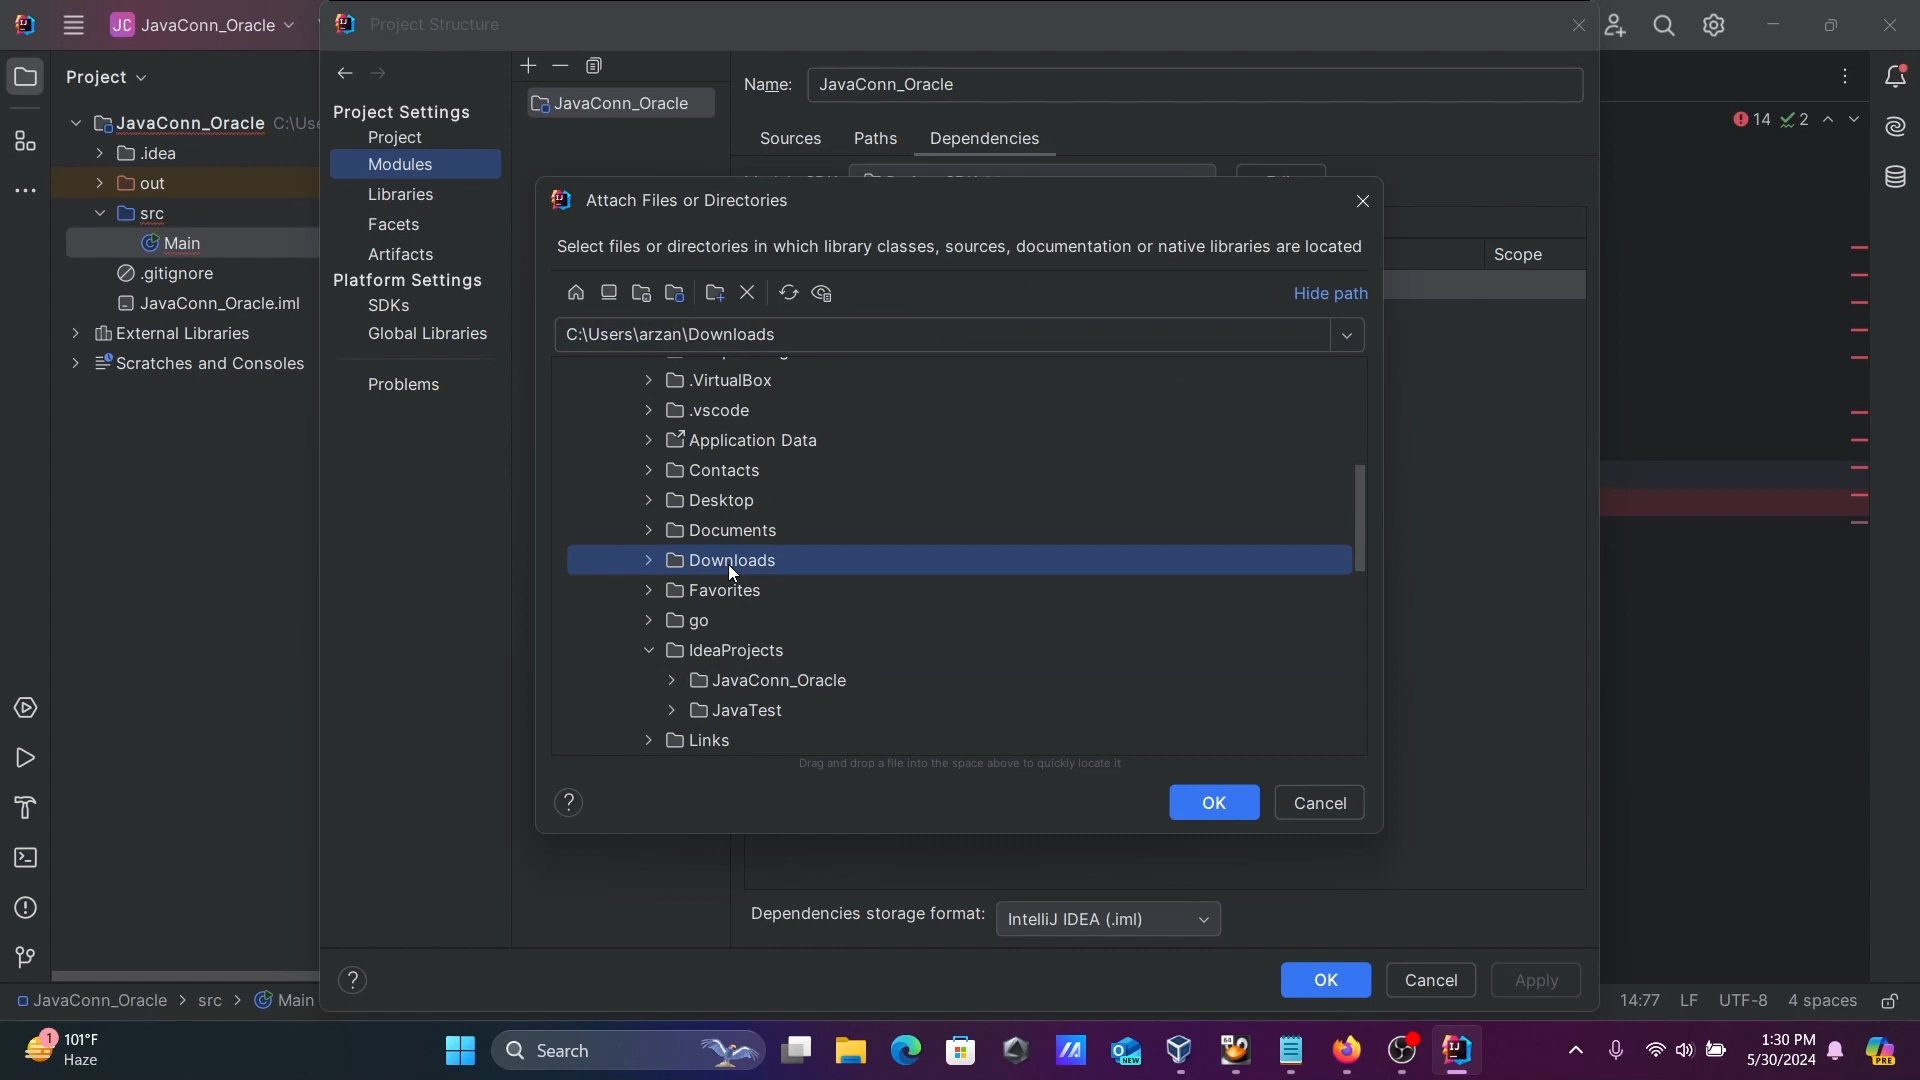 JC JavaConn_Oracle
Project Structure
Project
JavaConn_Oracle C:\Use
.idea
out
src
Main
.gitignore
JavaConn_Oracle.iml
External Libraries
Scratches and Consoles
Project Settings
Project
Modules
Libraries
Facets
Artifacts
Platform Settings
SDKs
Global Libraries
Problems
JavaConn_Oracle
Name: JavaConn_Oracle
Sources Paths Dependencies
Scope
14 2
Attach Files or Directories
Select files or directories in which library classes, sources, documentation or native libraries are located
Hide path
C:\Users\arzan\Downloads
.VirtualBox
.vscode
Application Data
Contacts
Desktop
Documents
Downloads
Favorites
go
IdeaProjects
JavaConn_Oracle
JavaTest
Links
Drag and drop a file into the space above to quickly locate it
? OK Cancel
Dependencies storage format: IntelliJ IDEA (.iml)
? OK Cancel Apply
JavaConn_Oracle > src > Main
14:77 LF UTF-8 4 spaces
1 101°F
Haze
Search
64
NEW
1:30 PM
5/30/2024
PRE